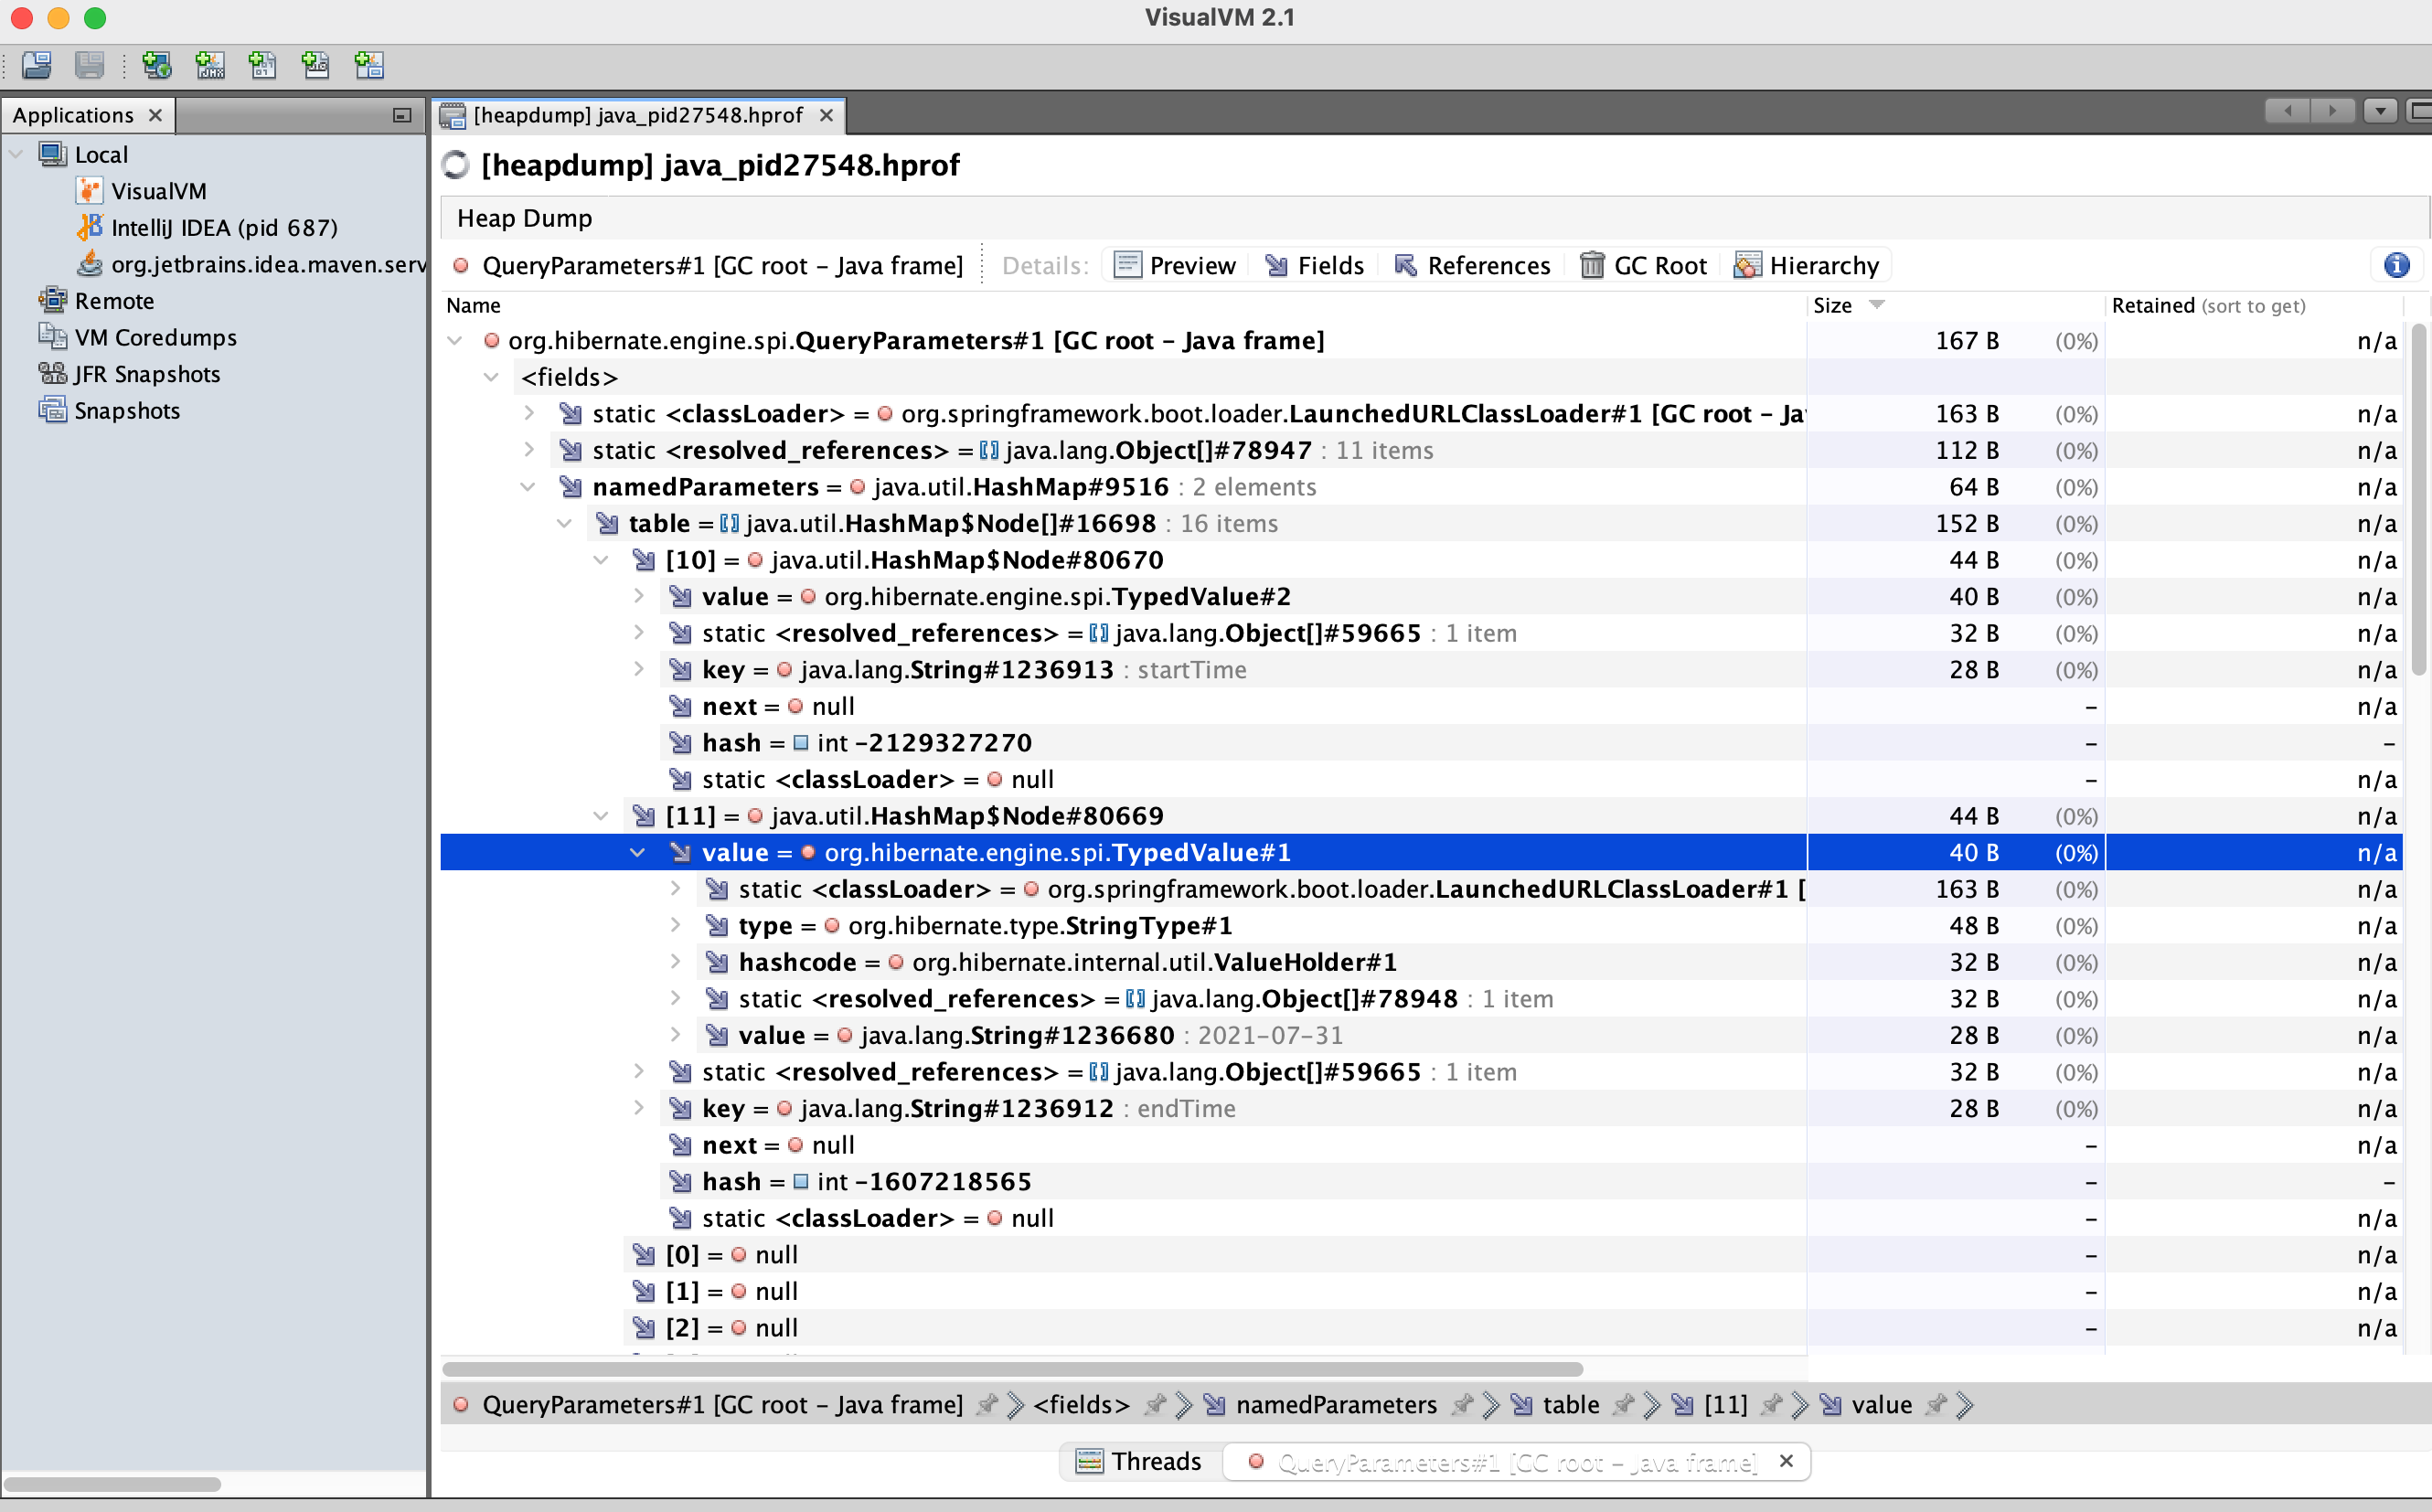 VisualVM 2.1
Applications
[heapdump] java_pid27548.hprof
Local
VisualVM
IntelliJ IDEA (pid 687)
org.jetbrains.idea.maven.serv
Remote
VM Coredumps
JFR Snapshots
Snapshots
[heapdump] java_pid27548.hprof
Heap Dump
QueryParameters#1 [GC root - Java frame] Details: Preview Fields References GC Root Hierarchy
Name Size Retained (sort to get)
org.hibernate.engine.spi.QueryParameters#1 [GC root - Java frame] 167 B (0%) n/a
<fields>
static <classLoader> = org.springframework.boot.loader.LaunchedURLClassLoader#1 [GC root - Ja 163 B (0%) n/a
static <resolved_references> = java.lang.Object[]#78947 : 11 items 112 B (0%) n/a
namedParameters = java.util.HashMap#9516 : 2 elements 64 B (0%) n/a
table = java.util.HashMap$Node[]#16698 : 16 items 152 B (0%) n/a
[10] = java.util.HashMap$Node#80670 44 B (0%) n/a
value = org.hibernate.engine.spi.TypedValue#2 40 B (0%) n/a
static <resolved_references> = java.lang.Object[]#59665 : 1 item 32 B (0%) n/a
key = java.lang.String#1236913 : startTime 28 B (0%) n/a
next = null - n/a
hash = int -2129327270 - -
static <classLoader> = null - n/a
[11] = java.util.HashMap$Node#80669 44 B (0%) n/a
value = org.hibernate.engine.spi.TypedValue#1 40 B (0%) n/a
static <classLoader> = org.springframework.boot.loader.LaunchedURLClassLoader#1 [ 163 B (0%) n/a
type = org.hibernate.type.StringType#1 48 B (0%) n/a
hashcode = org.hibernate.internal.util.ValueHolder#1 32 B (0%) n/a
static <resolved_references> = java.lang.Object[]#78948 : 1 item 32 B (0%) n/a
value = java.lang.String#1236680 : 2021-07-31 28 B (0%) n/a
static <resolved_references> = java.lang.Object[]#59665 : 1 item 32 B (0%) n/a
key = java.lang.String#1236912 : endTime 28 B (0%) n/a
next = null - n/a
hash = int -1607218565 - -
static <classLoader> = null - n/a
[0] = null - n/a
[1] = null - n/a
[2] = null - n/a
QueryParameters#1 [GC root - Java frame] <fields> namedParameters table [11] value
Threads QueryParameters#1 [GC root - Java frame]